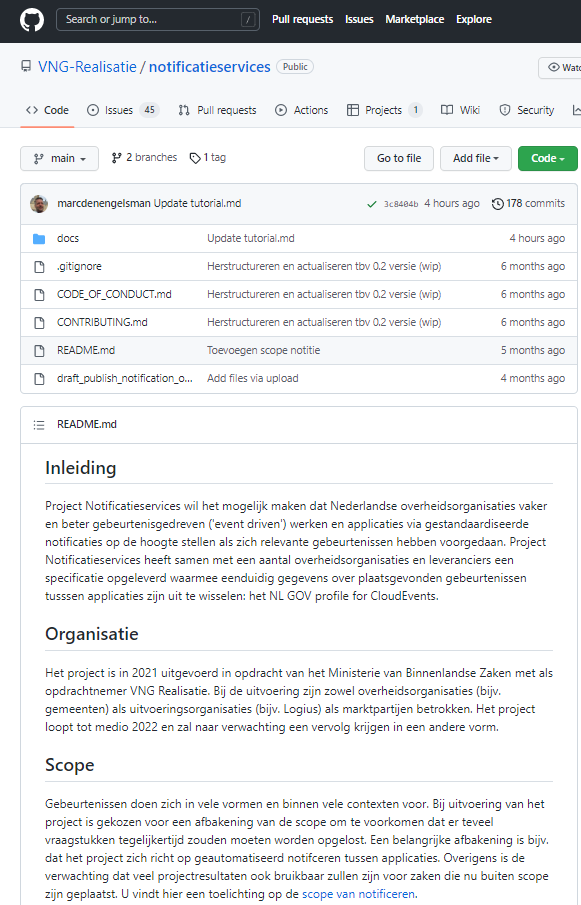 Search or jump to... /
Pull requests Issues Marketplace Explore
VNG-Realisatie / notificatieservices Public
Code Issues 45 Pull requests Actions Projects 1 Wiki Security
main 2 branches 1 tag Go to file Add file Code
marcdenengelsman Update tutorial.md 3c8404b 4 hours ago 178 commits
docs Update tutorial.md 4 hours ago
.gitignore Herstructureren en actualiseren tbv 0.2 versie (wip) 6 months ago
CODE_OF_CONDUCT.md Herstructureren en actualiseren tbv 0.2 versie (wip) 6 months ago
CONTRIBUTING.md Herstructureren en actualiseren tbv 0.2 versie (wip) 6 months ago
README.md Toevoegen scope notitie 5 months ago
draft_publish_notification_o... Add files via upload 4 months ago
README.md
Inleiding
Project Notificatieservices wil het mogelijk maken dat Nederlandse overheidsorganisaties vaker
en beter gebeurtenisgedreven ('event driven') werken en applicaties via gestandaardiseerde
notificaties op de hoogte stellen als zich relevante gebeurtenissen hebben voorgedaan. Project
Notificatieservices heeft samen met een aantal overheidsorganisaties en leveranciers een
specificatie opgeleverd waarmee eenduidig gegevens over plaatsgevonden gebeurtenissen
tusssen applicaties zijn uit te wisselen: het NL GOV profile for CloudEvents.
Organisatie
Het project is in 2021 uitgevoerd in opdracht van het Ministerie van Binnenlandse Zaken met als
opdrachtnemer VNG Realisatie. Bij de uitvoering zijn zowel overheidsorganisaties (bijv.
gemeenten) als uitvoeringsorganisaties (bijv. Logius) als marktpartijen betrokken. Het project
loopt tot medio 2022 en zal naar verwachting een vervolg krijgen in een andere vorm.
Scope
Gebeurtenissen doen zich in vele vormen en binnen vele contexten voor. Bij uitvoering van het
project is gekozen voor een afbakening van de scope om te voorkomen dat er teveel
vraagstukken tegelijkertijd zouden moeten worden opgelost. Een belangrijke afbakening is bijv.
dat het project zich richt op geautomatiseerd notifceren tussen applicaties. Overigens is de
verwachting dat veel projectresultaten ook bruikbaar zullen zijn voor zaken die nu buiten scope
zijn geplaatst. U vindt hier een toelichting op de scope van notificeren.